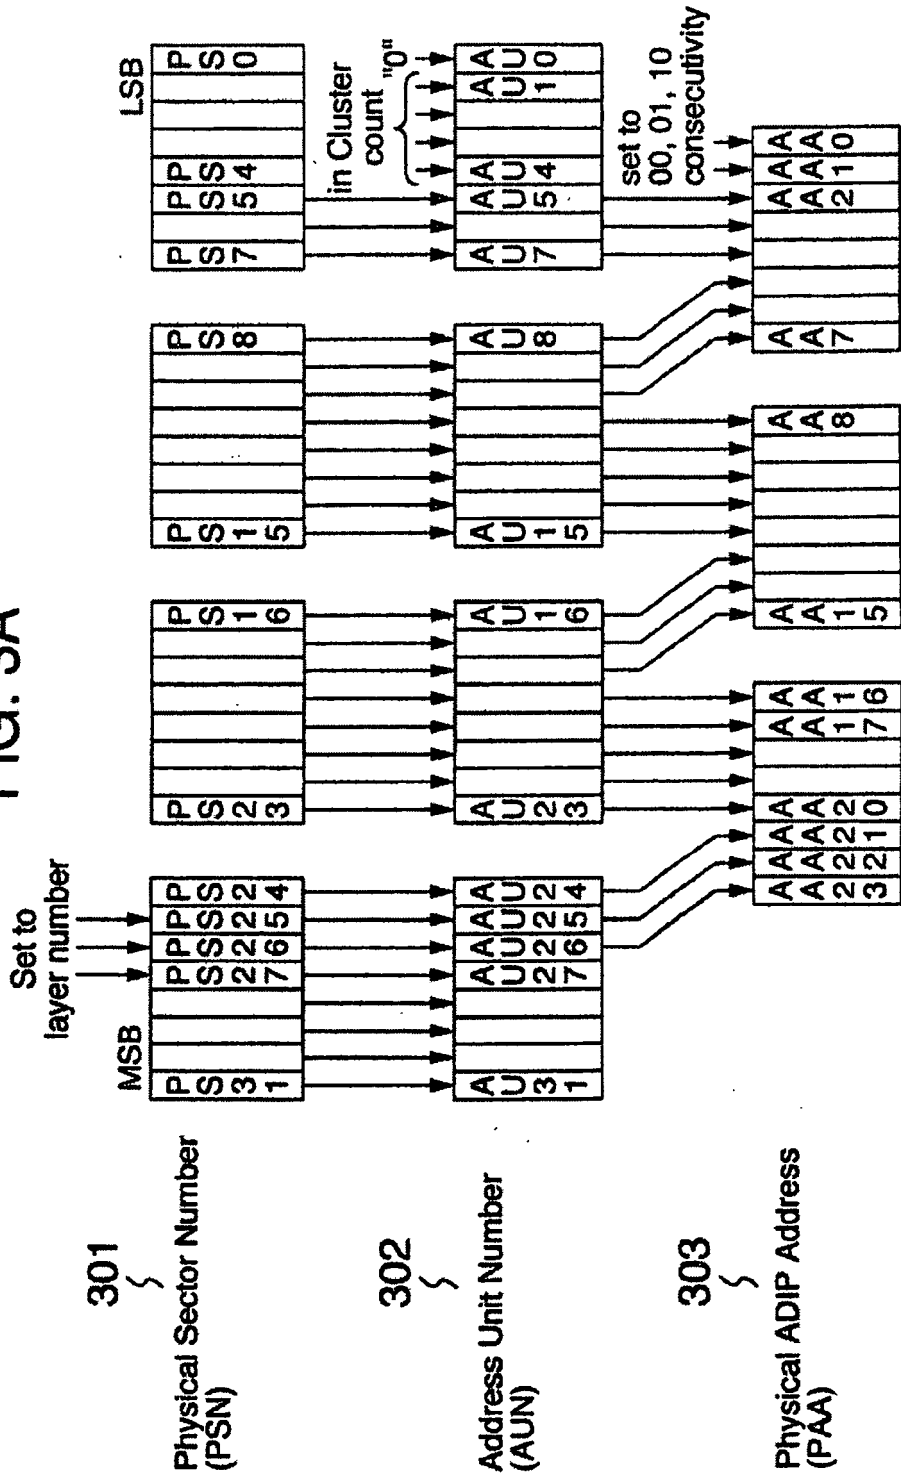 FIG. 3A
Set to
layer number
MSB
LSB
301
Physical Sector Number
(PSN)
PS31
PS27
PS26
PS25
PS24
PS23
PS16
PS15
PS8
PS7
PS5
PS4
PS0
in Cluster
count
"0"
302
Address Unit Number
(AUN)
AU31
AU27
AU26
AU25
AU24
AU23
AU16
AU15
AU8
AU7
AU5
AU4
AU1
AU0
set to
00, 01, 10
consecutivity
303
Physical ADIP Address
(PAA)
AA23
AA22
AA21
AA20
AA17
AA16
AA15
AA8
AA7
AA2
AA1
AA0